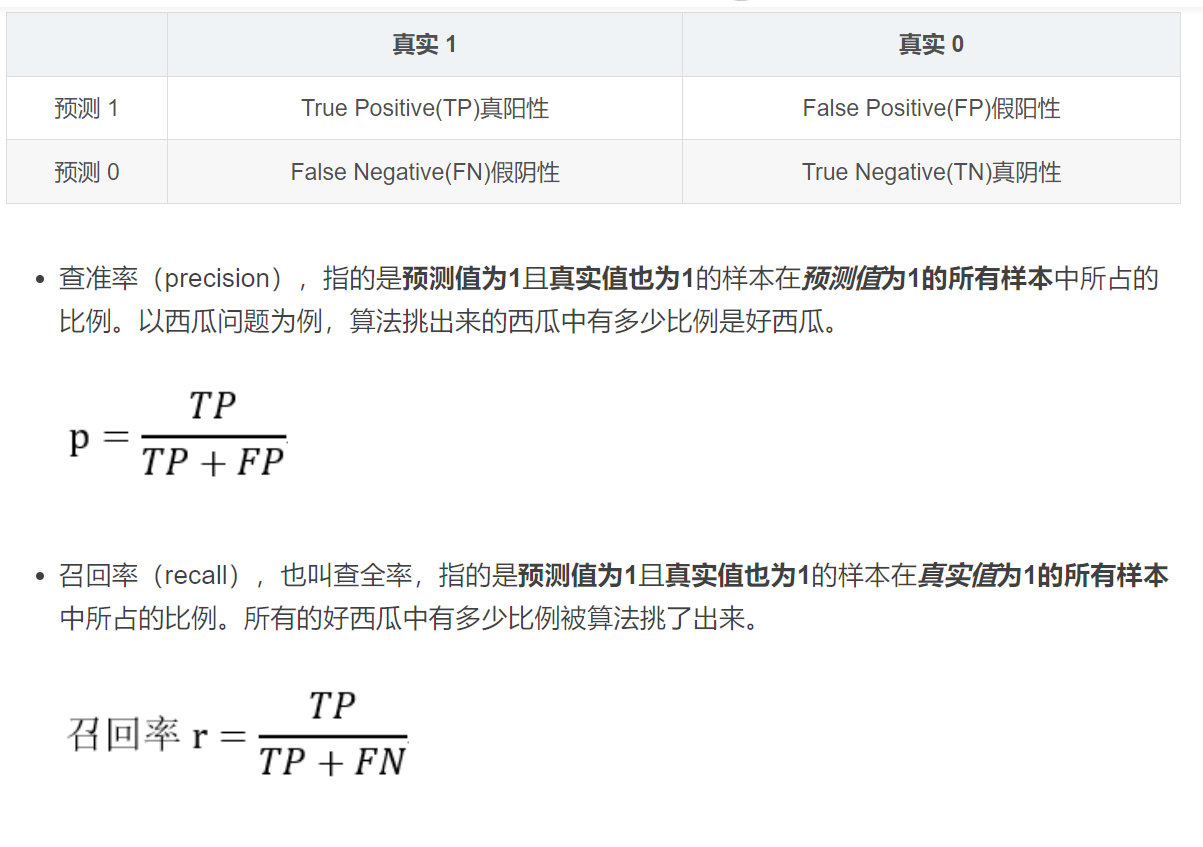 真实 1 真实 0
预测 1 True Positive(TP)真阳性 False Positive(FP)假阳性
预测 0 False Negative(FN)假阴性 True Negative(TN)真阴性
• 查准率（precision），指的是预测值为1且真实值也为1的样本在预测值为1的所有样本中所占的
比例。以西瓜问题为例，算法挑出来的西瓜中有多少比例是好西瓜。
TP
p =
TP + FP
• 召回率（recall），也叫查全率，指的是预测值为1且真实值也为1的样本在真实值为1的所有样本
中所占的比例。所有的好西瓜中有多少比例被算法挑了出来。
TP
召回率 r =
TP + FN